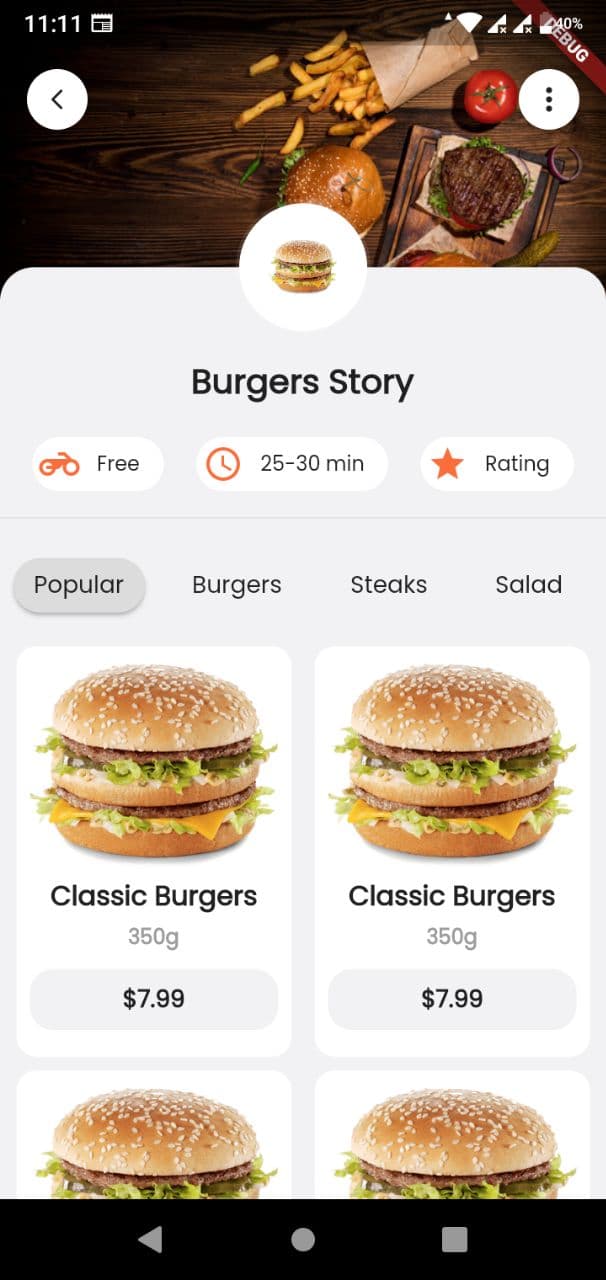 11:11
40%
DEBUG
Burgers Story
Free
25-30 min
Rating
Popular
Burgers
Steaks
Salad
Classic Burgers
350g
$7.99
Classic Burgers
350g
$7.99